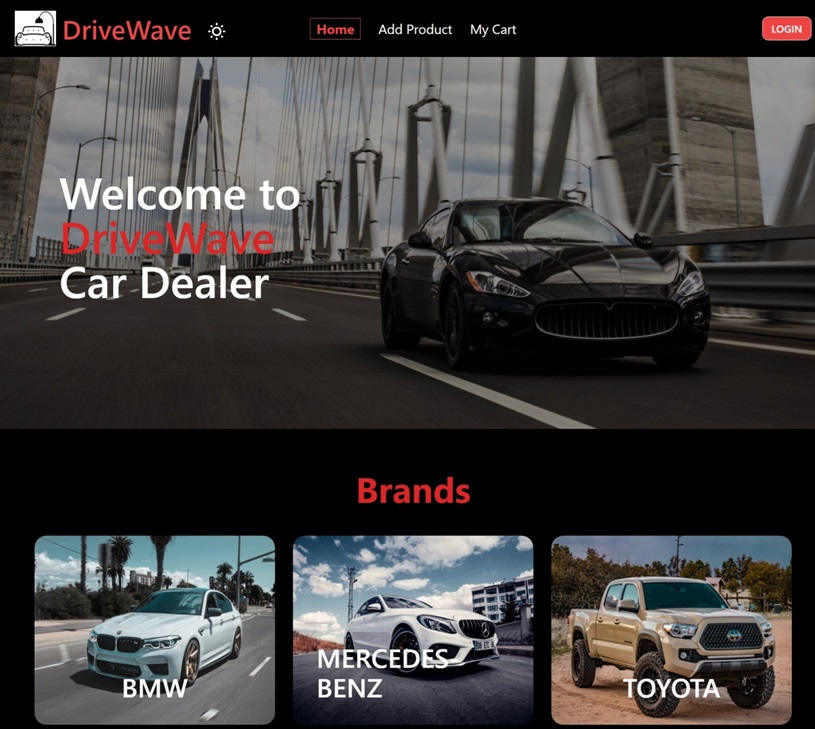 DriveWave
Home
Add Product
My Cart
LOGIN
Welcome to
DriveWave
Car Dealer
Brands
BMW
MERCEDES
BENZ
TOYOTA